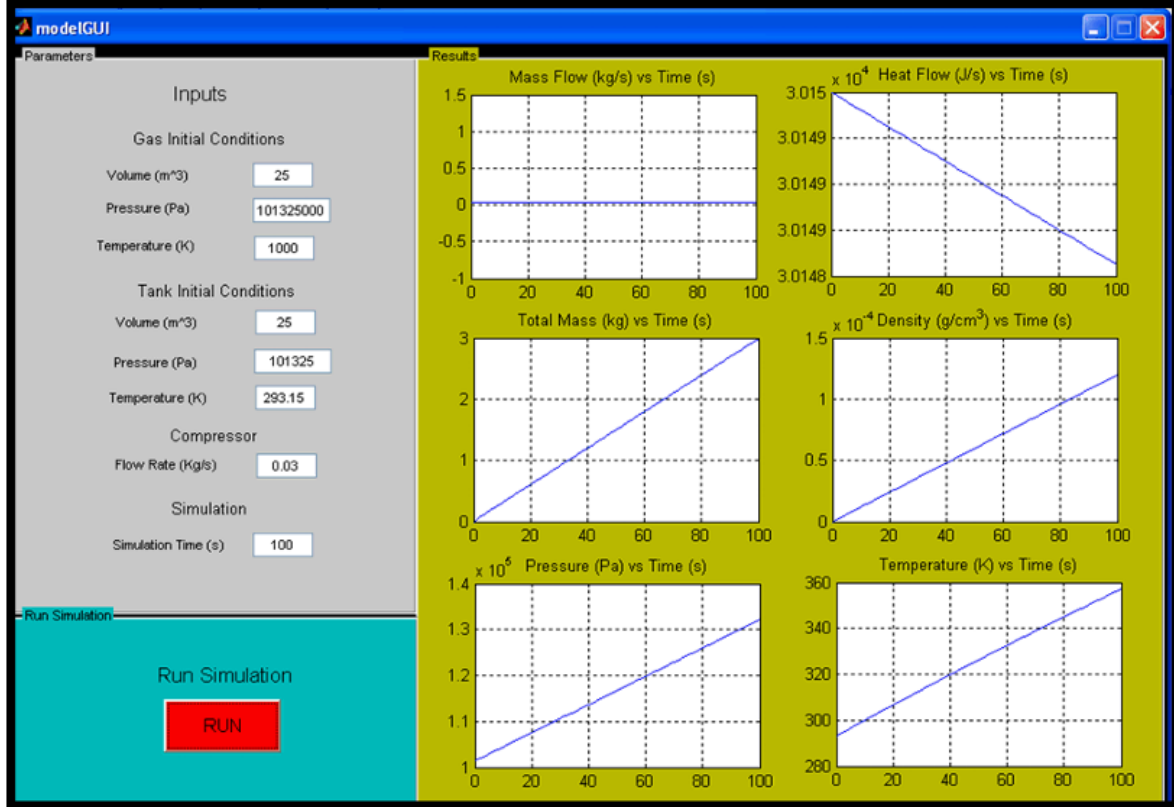 modelGUI
Parameters
Inputs
Gas Initial Conditions
Volume (m^3) 25
Pressure (Pa) 101325000
Temperature (K) 1000
Tank Initial Conditions
Volume (m^3) 25
Pressure (Pa) 101325
Temperature (K) 293.15
Compressor
Flow Rate (Kg/s) 0.03
Simulation
Simulation Time (s) 100
Run Simulation
Run Simulation
RUN
Results
Mass Flow (kg/s) vs Time (s)
1.5
1
0.5
0
-0.5
-1
0 20 40 60 80 100
x 10^4 Heat Flow (J/s) vs Time (s)
3.015
3.0149
3.0149
3.0149
3.0148
0 20 40 60 80 100
Total Mass (kg) vs Time (s)
3
2
1
0
0 20 40 60 80 100
x 10^-4 Density (g/cm^3) vs Time (s)
1.5
1
0.5
0
0 20 40 60 80 100
x 10^5 Pressure (Pa) vs Time (s)
1.4
1.3
1.2
1.1
1
0 20 40 60 80 100
Temperature (K) vs Time (s)
360
340
320
300
280
0 20 40 60 80 100